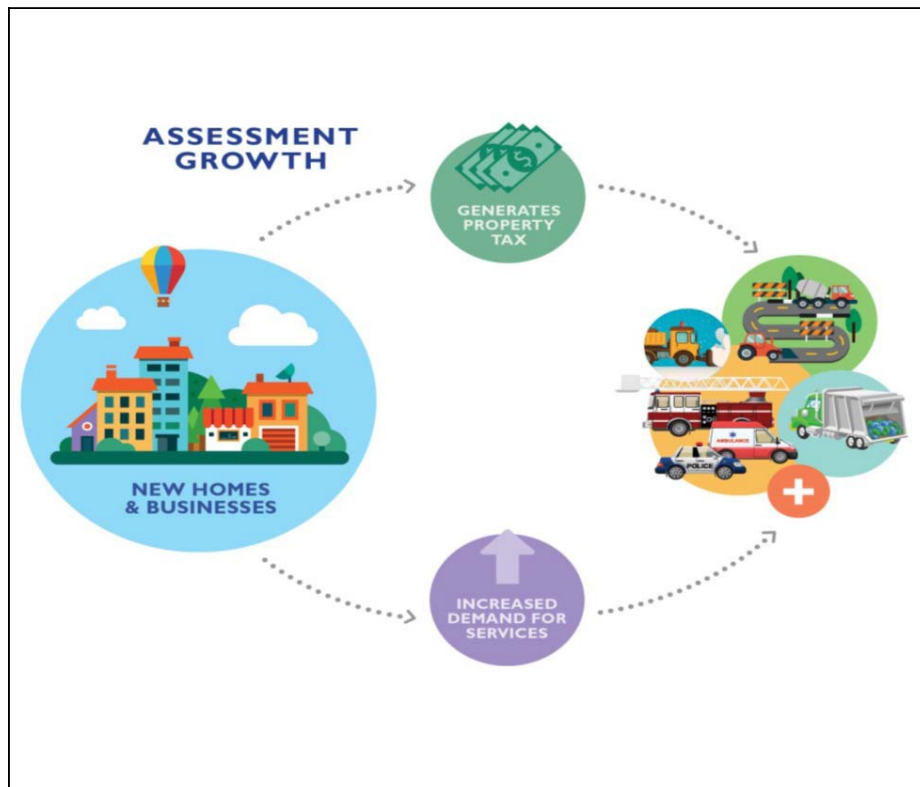 ASSESSMENT
GROWTH
GENERATES
PROPERTY
TAX
NEW HOMES
& BUSINESSES
AMBULANCE
POLICE
INCREASED
DEMAND FOR
SERVICES